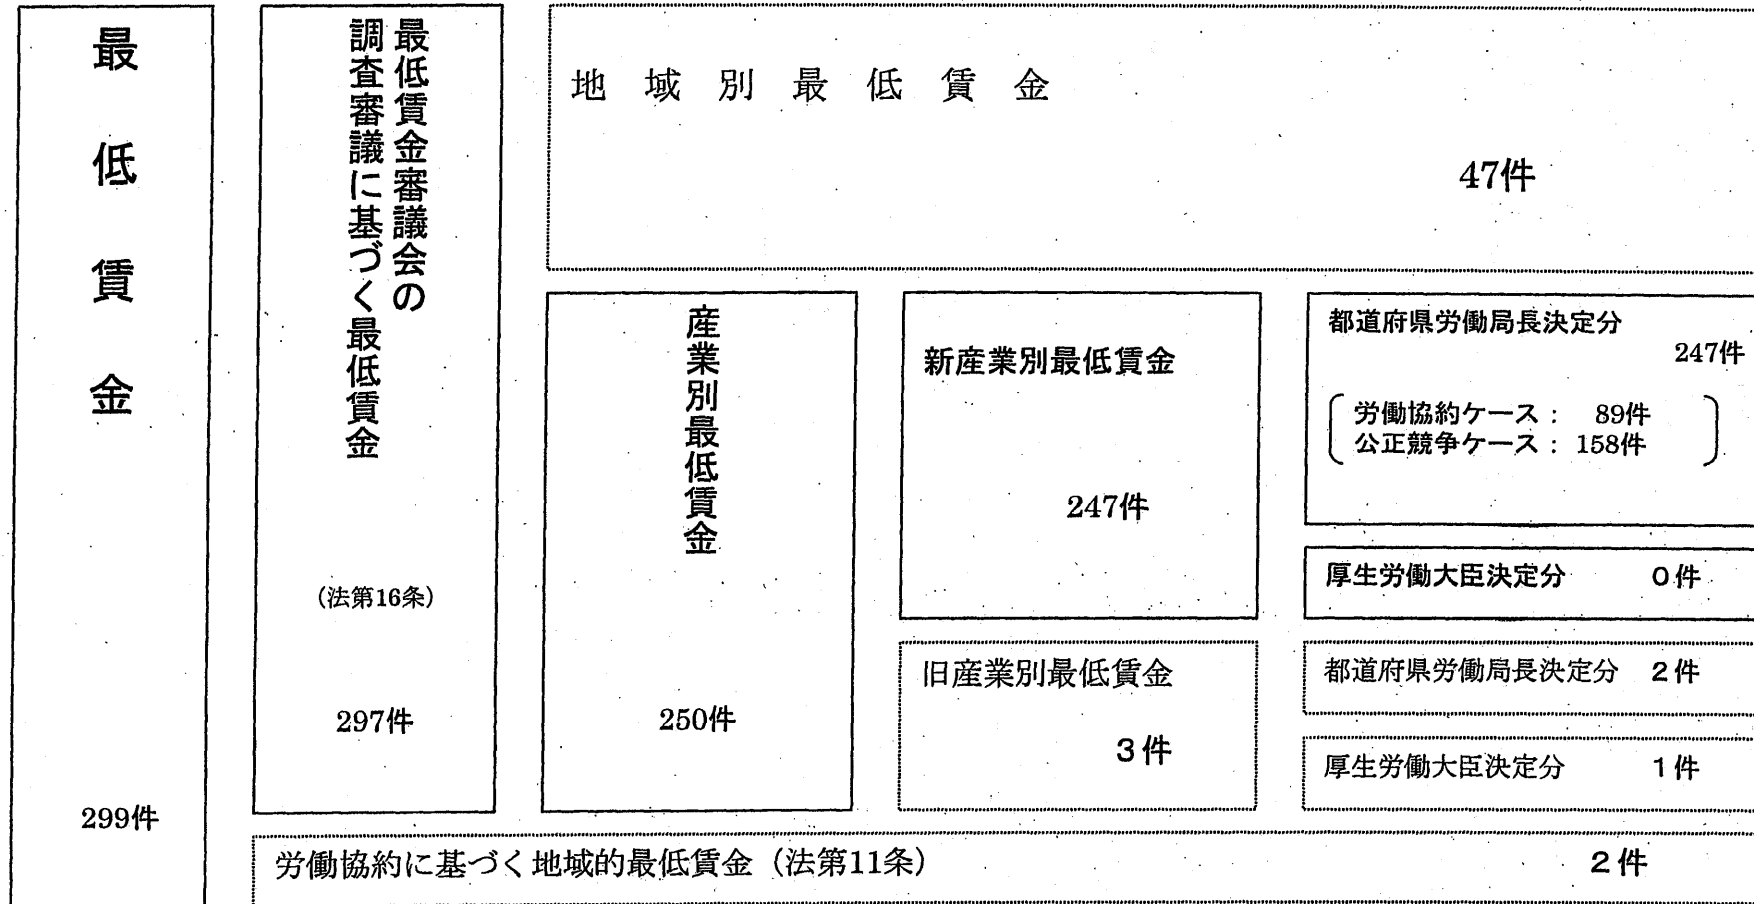 最低賃金
299件
最低賃金審議会の
調査審議に基づく最低賃金
(法第16条)
297件
地域別最低賃金
47件
産業別最低賃金
250件
新産業別最低賃金
247件
都道府県労働局長決定分
247件
労働協約ケース： 89件
公正競争ケース：158件
厚生労働大臣決定分 0件
旧産業別最低賃金
3件
都道府県労働局長決定分 2件
厚生労働大臣決定分 1件
労働協約に基づく地域的最低賃金（法第11条） 2件